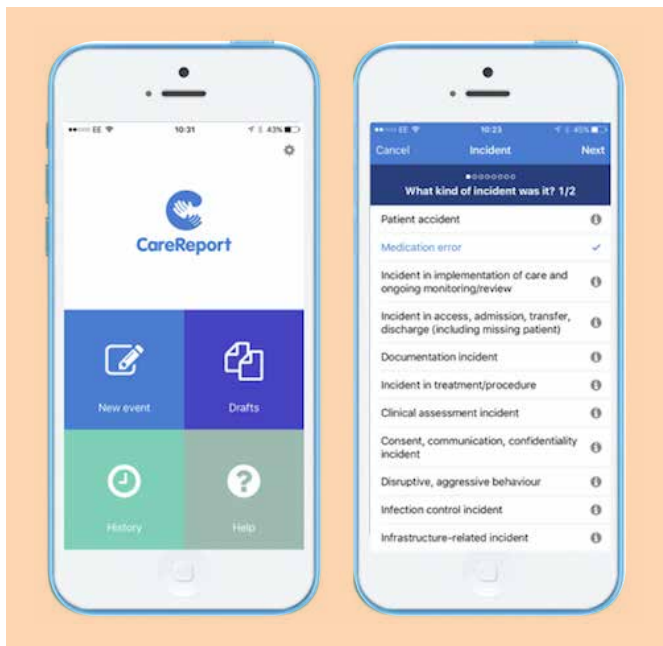 EE 10:31 43%
CareReport
New event
Drafts
History
Help
EE 10:23 45%
Cancel Incident Next
What kind of incident was it? 1/2
Patient accident
Medication error
Incident in implementation of care and
ongoing monitoring/review
Incident in access, admission, transfer,
discharge (including missing patient)
Documentation incident
Incident in treatment/procedure
Clinical assessment incident
Consent, communication, confidentiality
incident
Disruptive, aggressive behaviour
Infection control incident
Infrastructure-related incident